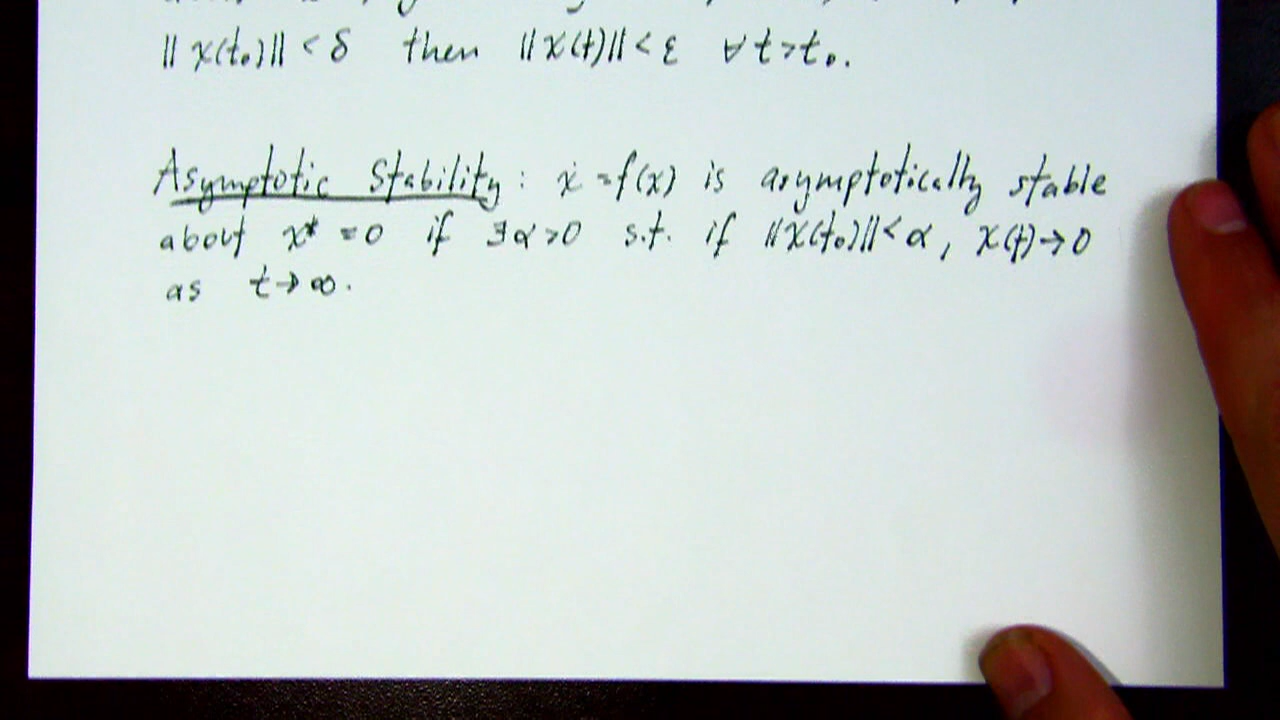 ‖x(t₀)‖ < δ then ‖x(t)‖ < ε ∀ t > t₀.
Asymptotic Stability : ẋ = f(x) is asymptotically stable
about x* = 0 if ∃ α > 0 s.t. if ‖x(t₀)‖ < α, x(t) → 0
as t → ∞.